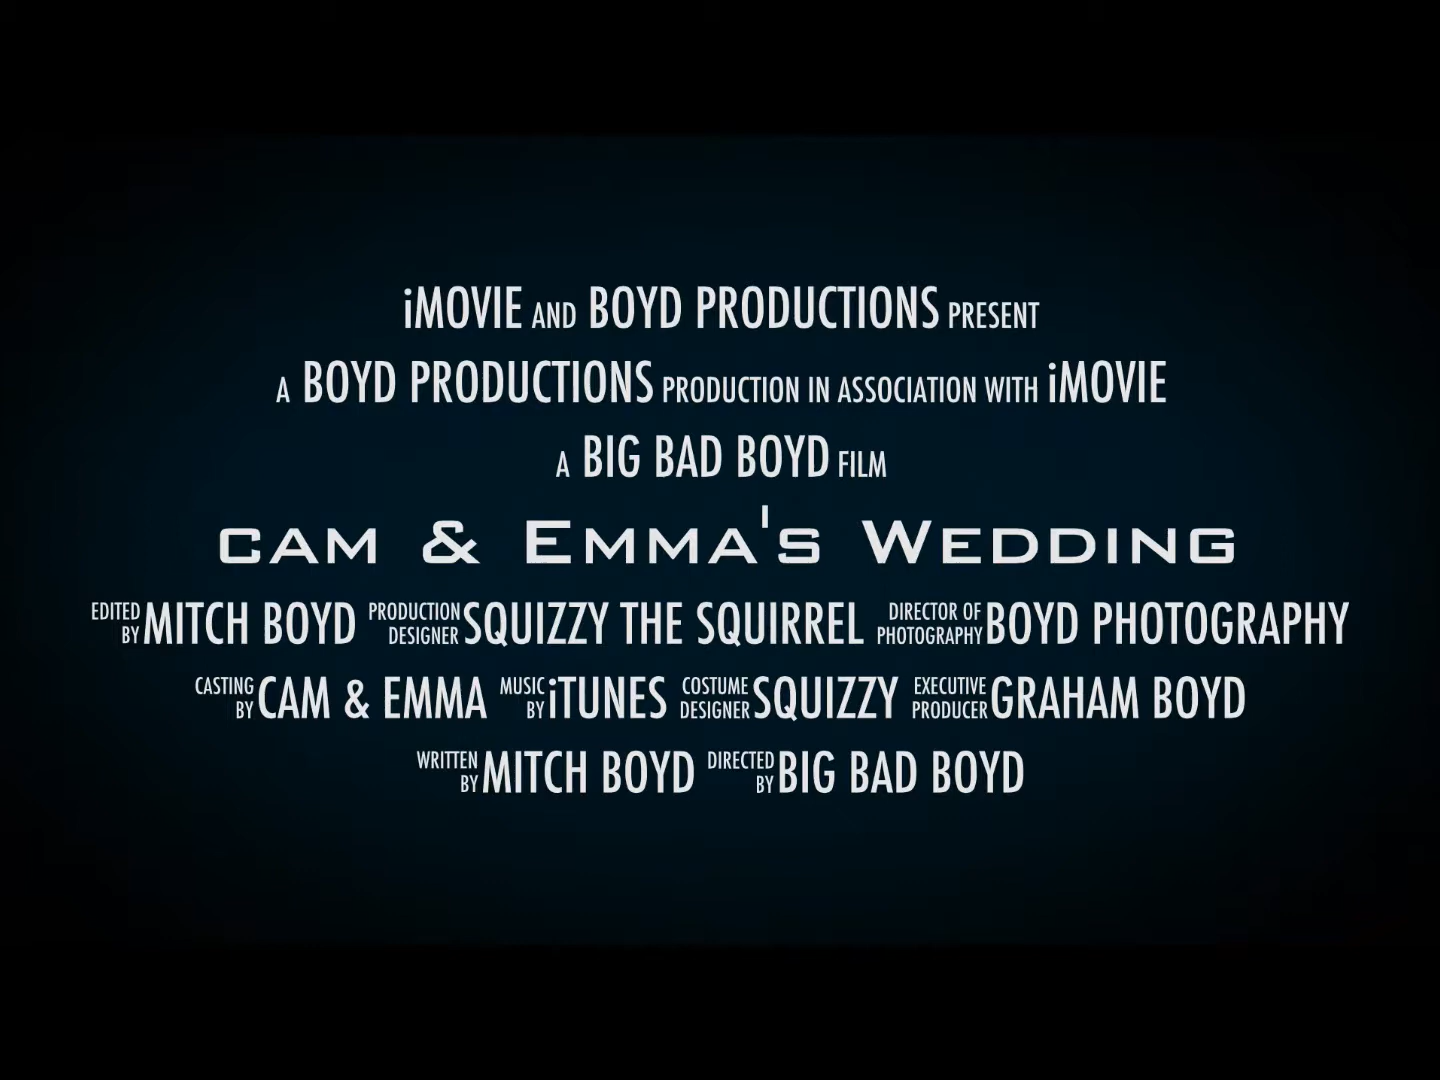 iMOVIE AND BOYD PRODUCTIONS PRESENT
A BOYD PRODUCTIONS PRODUCTION IN ASSOCIATION WITH iMOVIE
A BIG BAD BOYD FILM
CAM & EMMA'S WEDDING
EDITED BY MITCH BOYD PRODUCTION DESIGNER SQUIZZY THE SQUIRREL DIRECTOR OF PHOTOGRAPHY BOYD PHOTOGRAPHY
CASTING BY CAM & EMMA MUSIC BY iTUNES COSTUME DESIGNER SQUIZZY EXECUTIVE PRODUCER GRAHAM BOYD
WRITTEN BY MITCH BOYD DIRECTED BY BIG BAD BOYD